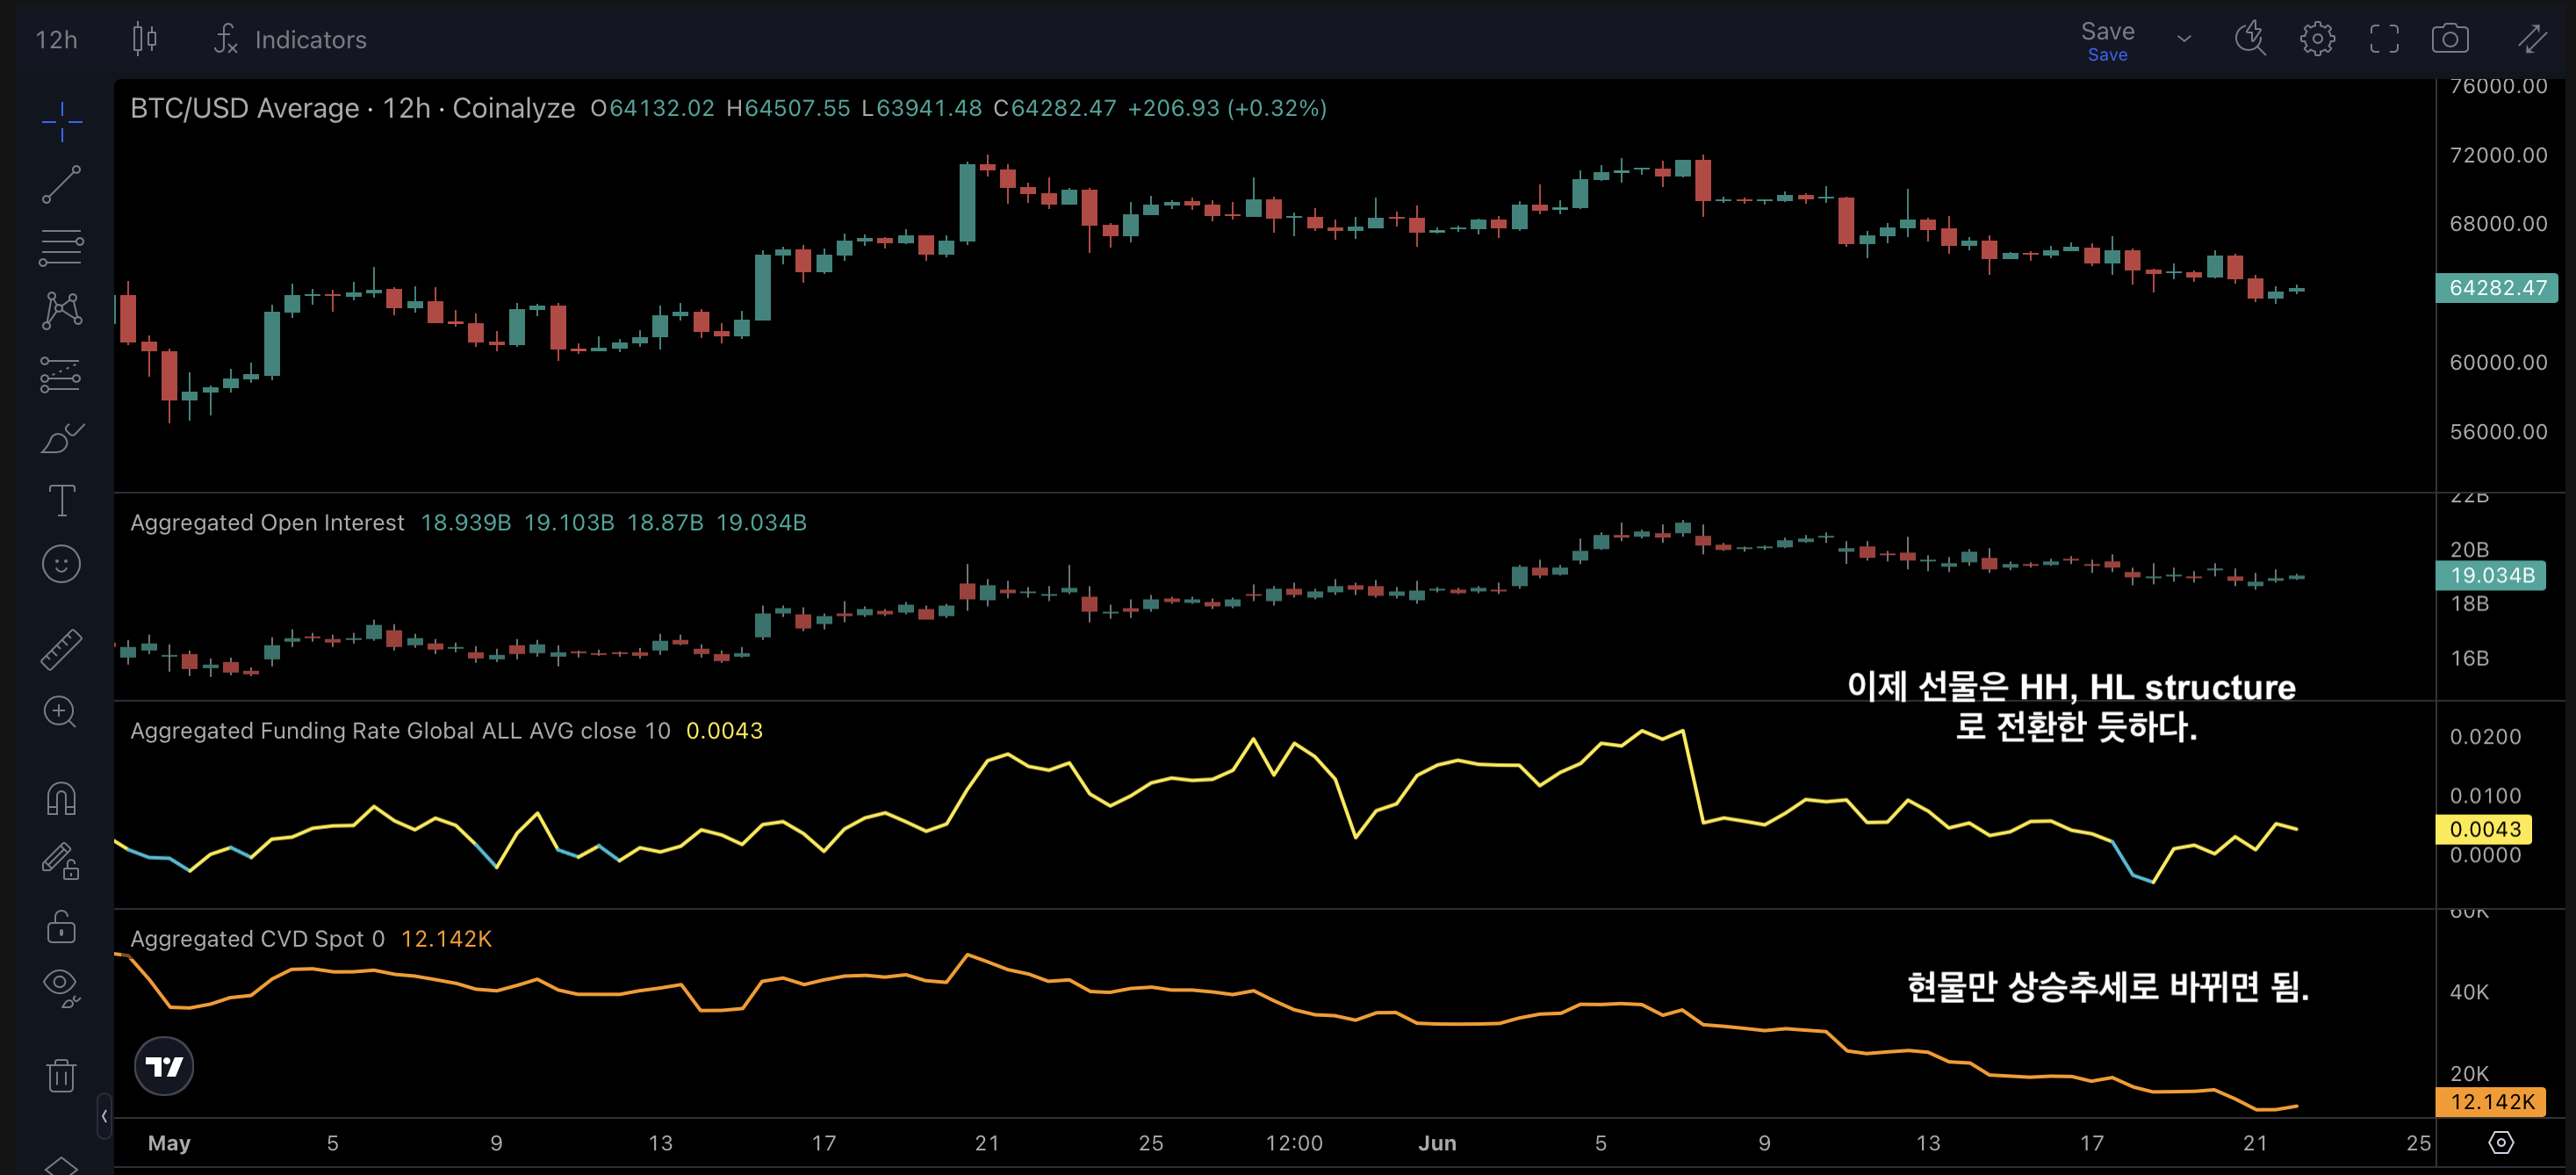 12h
Indicators
Save
Save
BTC/USD Average · 12h · Coinalyze O64132.02 H64507.55 L63941.48 C64282.47 +206.93 (+0.32%)
76000.00
72000.00
68000.00
64282.47
60000.00
56000.00
Aggregated Open Interest 18.939B 19.103B 18.87B 19.034B
22B
20B
19.034B
18B
16B
이제 선물은 HH, HL structure
로 전환한 듯하다.
Aggregated Funding Rate Global ALL AVG close 10 0.0043
0.0200
0.0100
0.0043
0.0000
Aggregated CVD Spot 0 12.142K
현물만 상승추세로 바뀌면 됨.
60K
40K
20K
12.142K
May 5 9 13 17 21 25 12:00 Jun 5 9 13 17 21 25